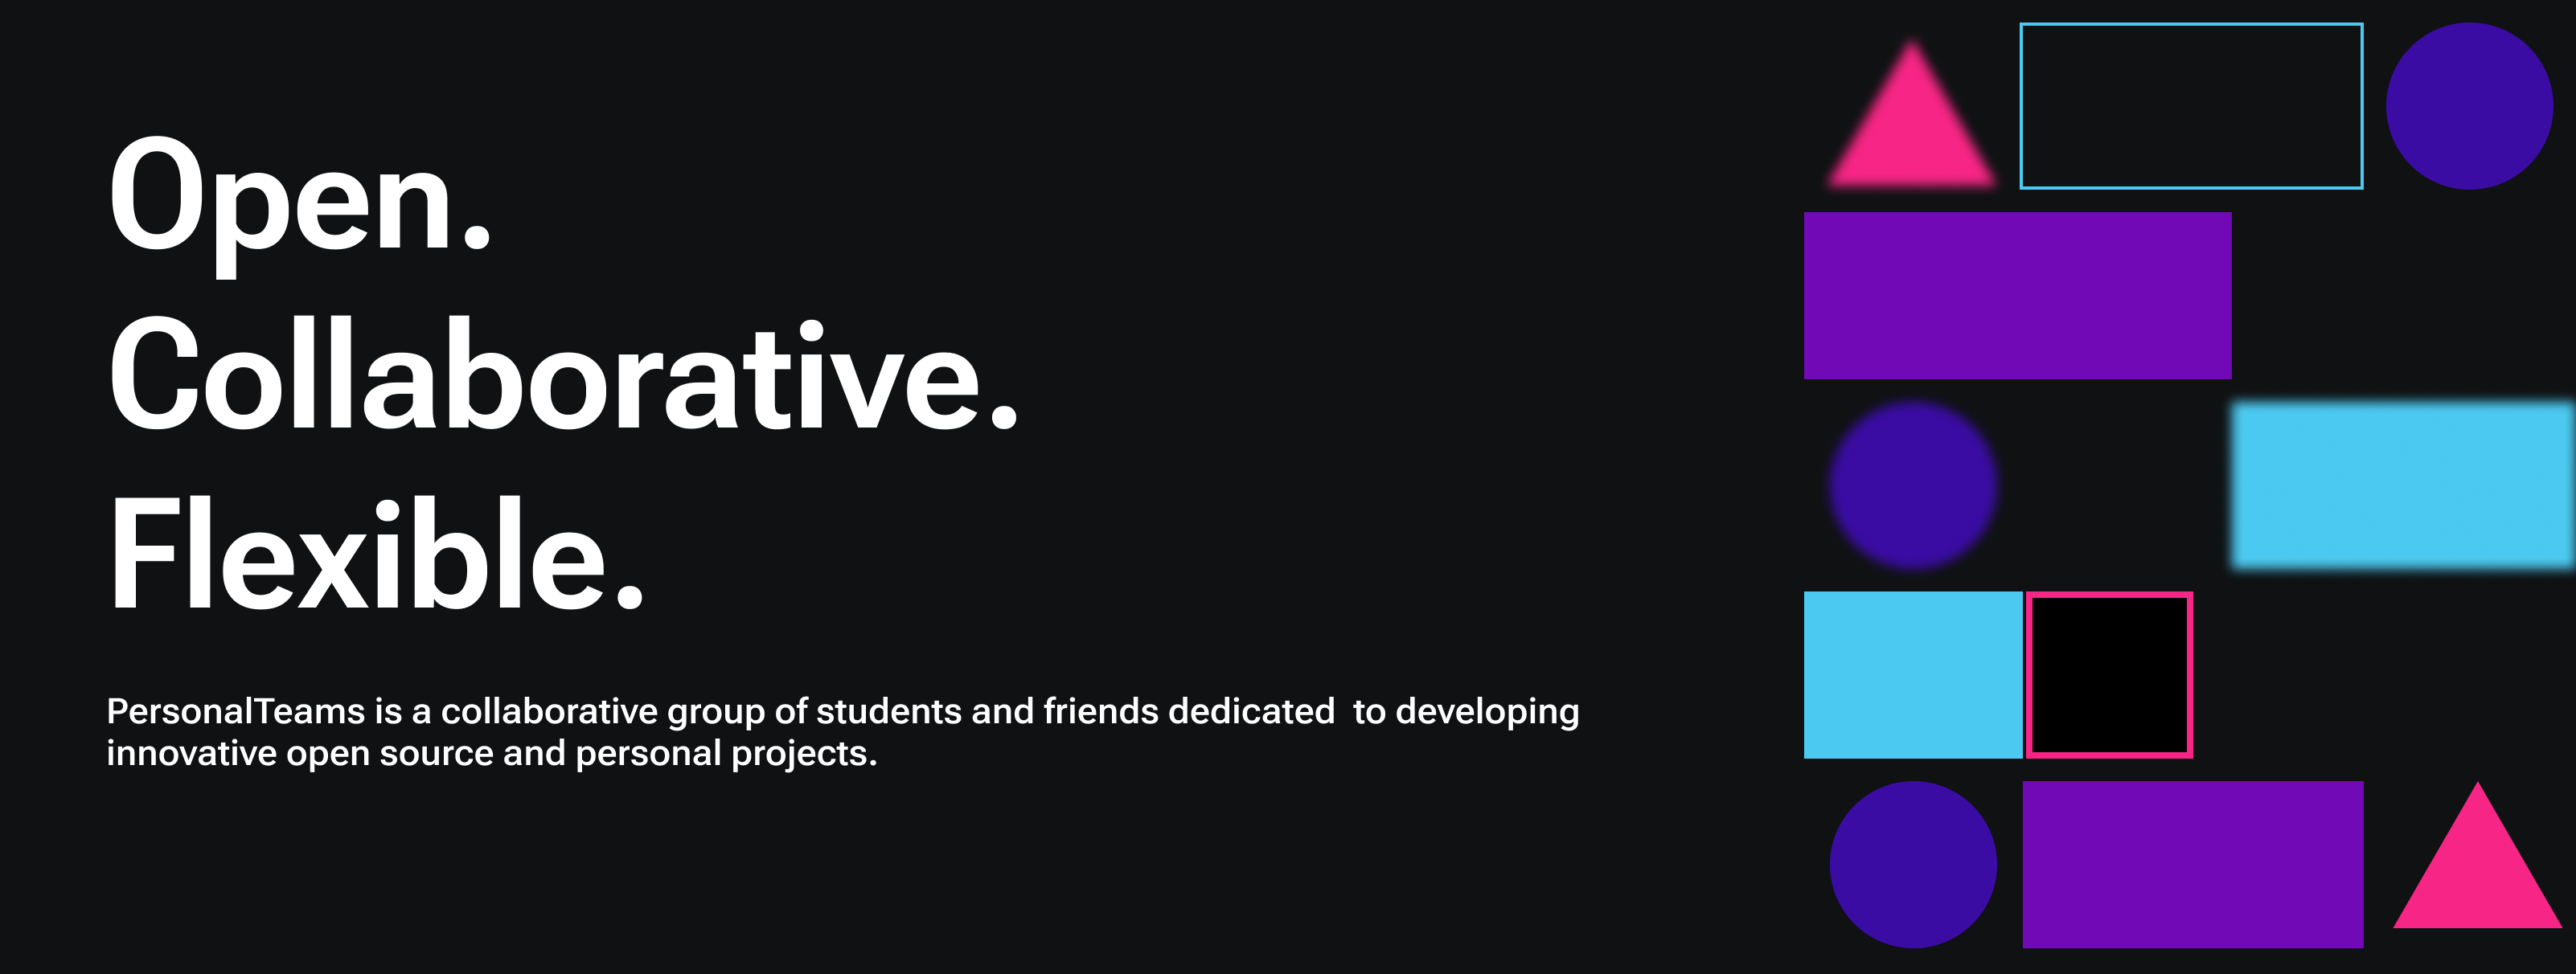 Open.
Collaborative.
Flexible.
PersonalTeams is a collaborative group of students and friends dedicated  to developing
innovative open source and personal projects.